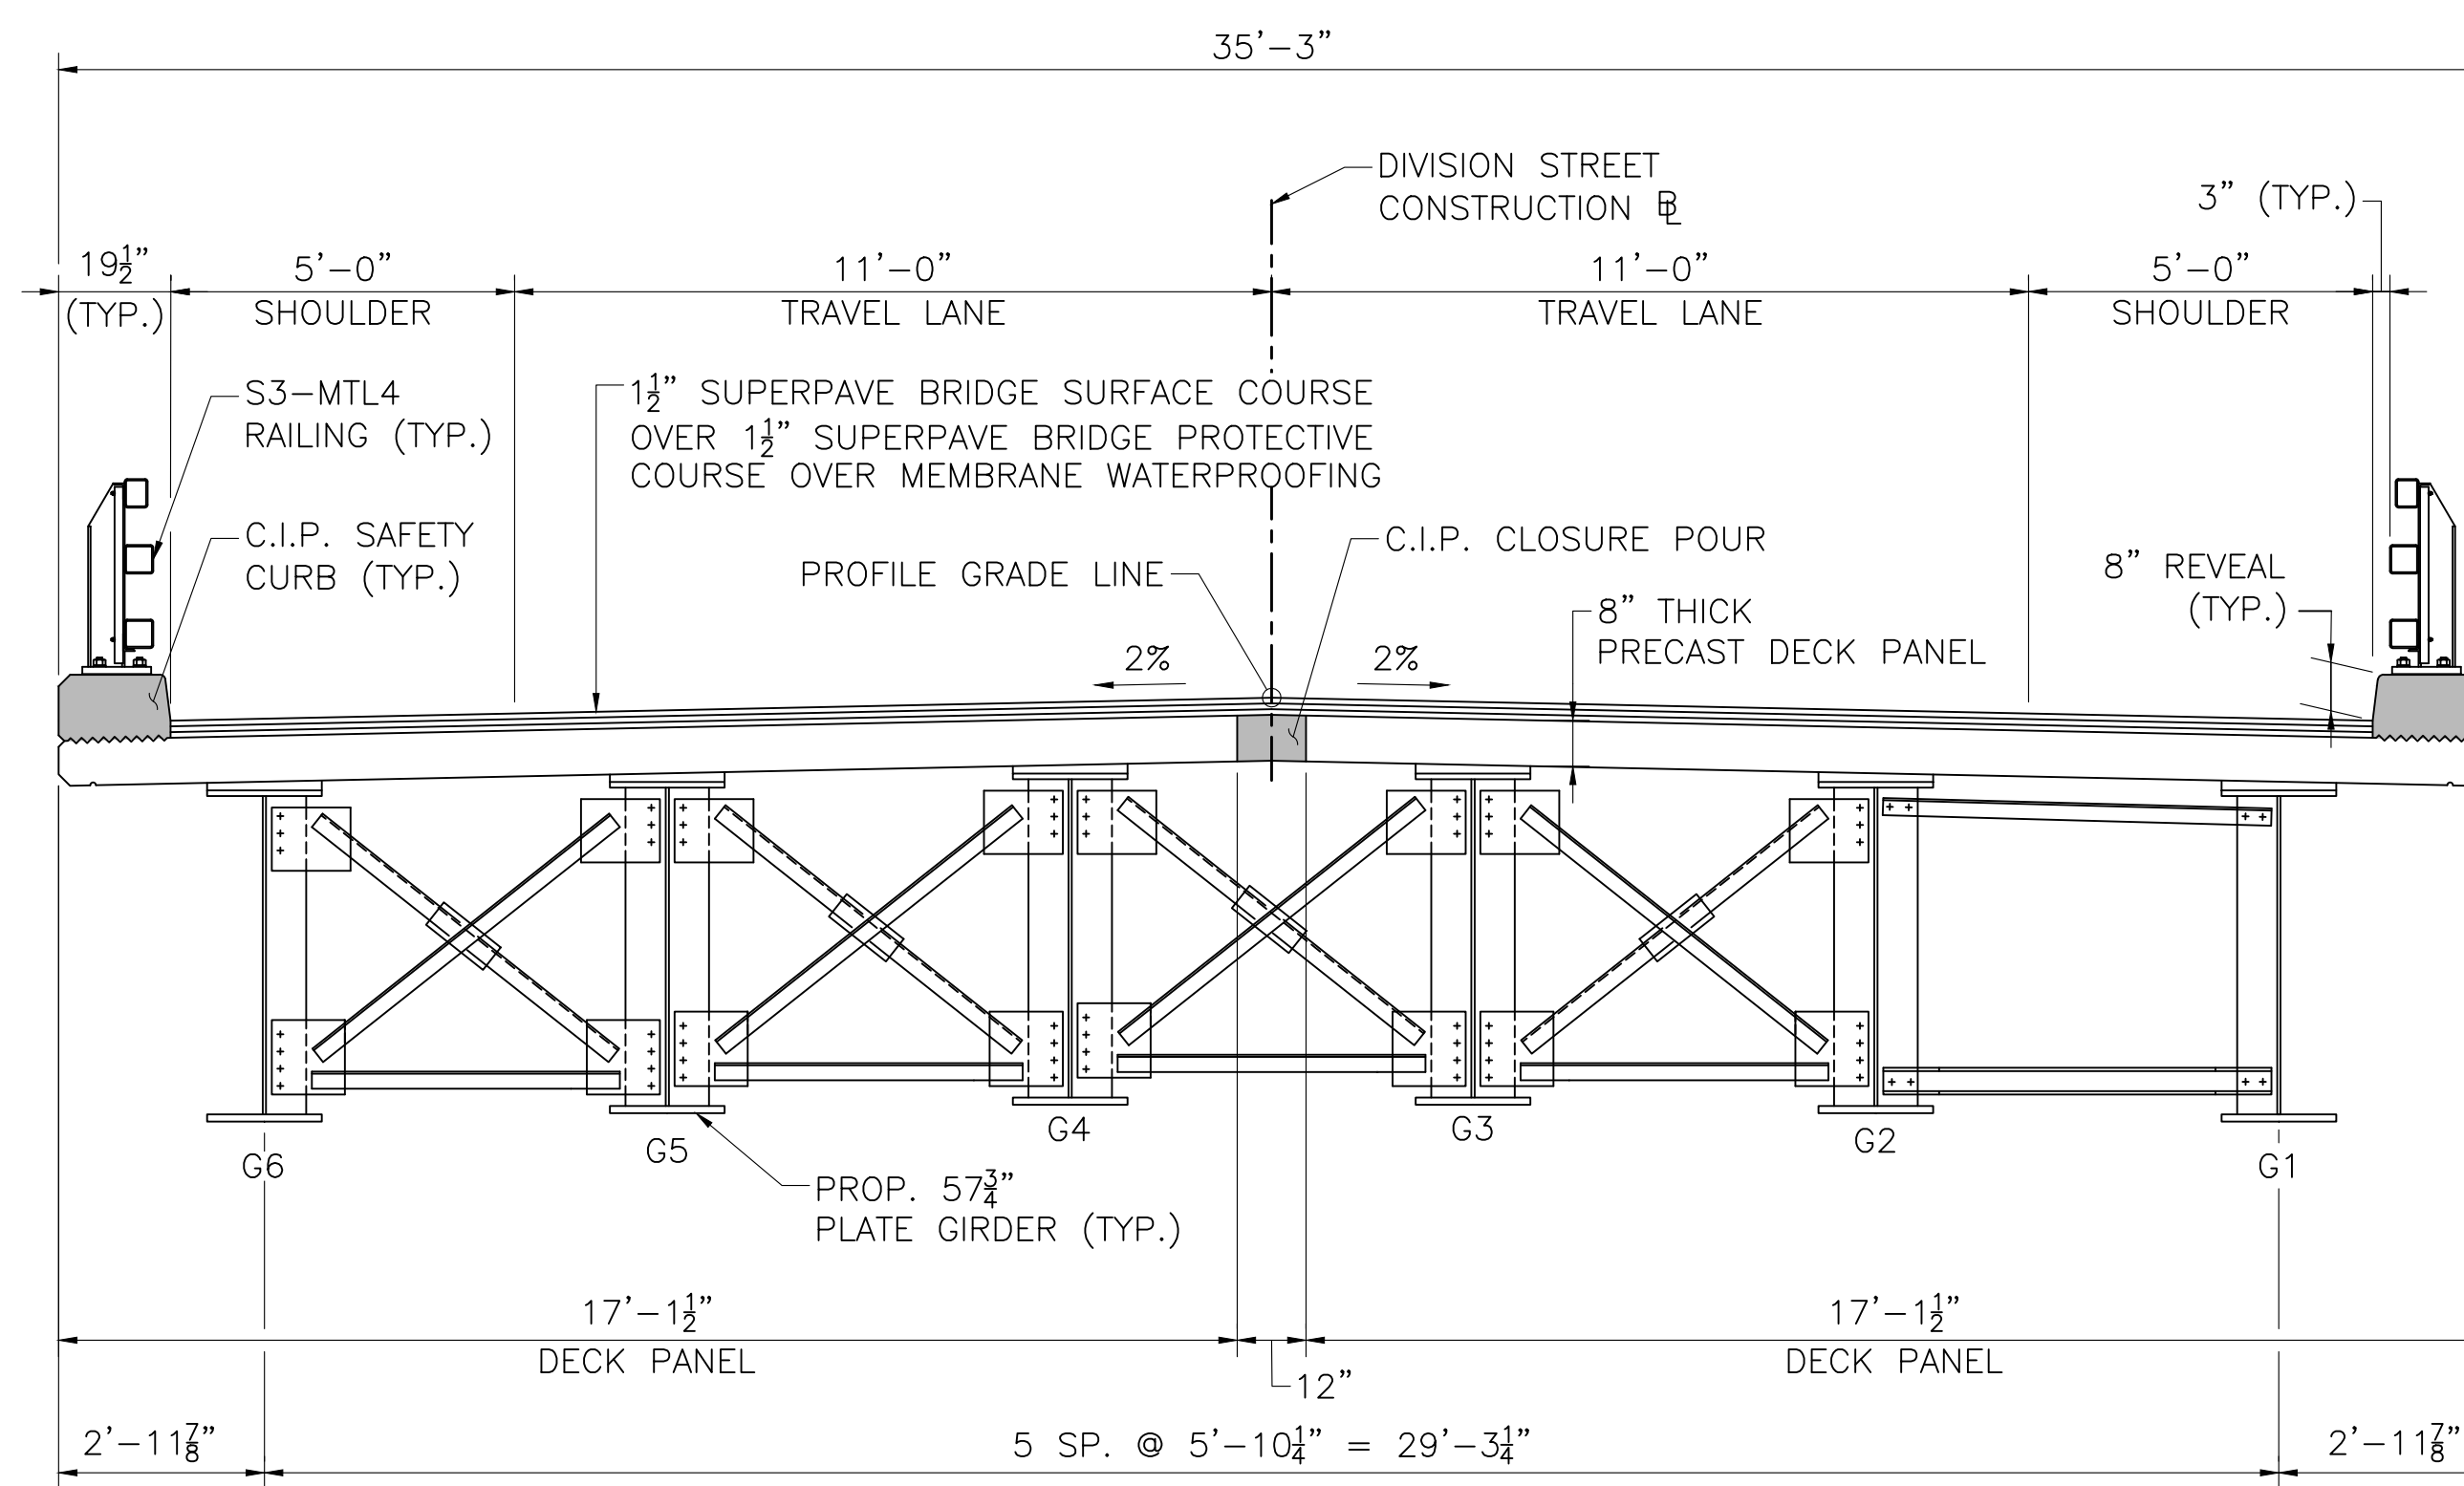 35'-3"
DIVISION STREET
CONSTRUCTION ℄
3" (TYP.)
19½"
(TYP.)
5'-0"
SHOULDER
11'-0"
TRAVEL LANE
11'-0"
TRAVEL LANE
5'-0"
SHOULDER
S3-MTL4
RAILING (TYP.)
1½" SUPERPAVE BRIDGE SURFACE COURSE
OVER 1½" SUPERPAVE BRIDGE PROTECTIVE
COURSE OVER MEMBRANE WATERPROOFING
C.I.P. SAFETY
CURB (TYP.)
PROFILE GRADE LINE
C.I.P. CLOSURE POUR
8" REVEAL
(TYP.)
8" THICK
PRECAST DECK PANEL
2%
2%
G6
G5
G4
G3
G2
G1
PROP. 57¾"
PLATE GIRDER (TYP.)
17'-1½"
DECK PANEL
12"
17'-1½"
DECK PANEL
2'-11⅞"
5 SP. @ 5'-10¼" = 29'-3¼"
2'-11⅞"